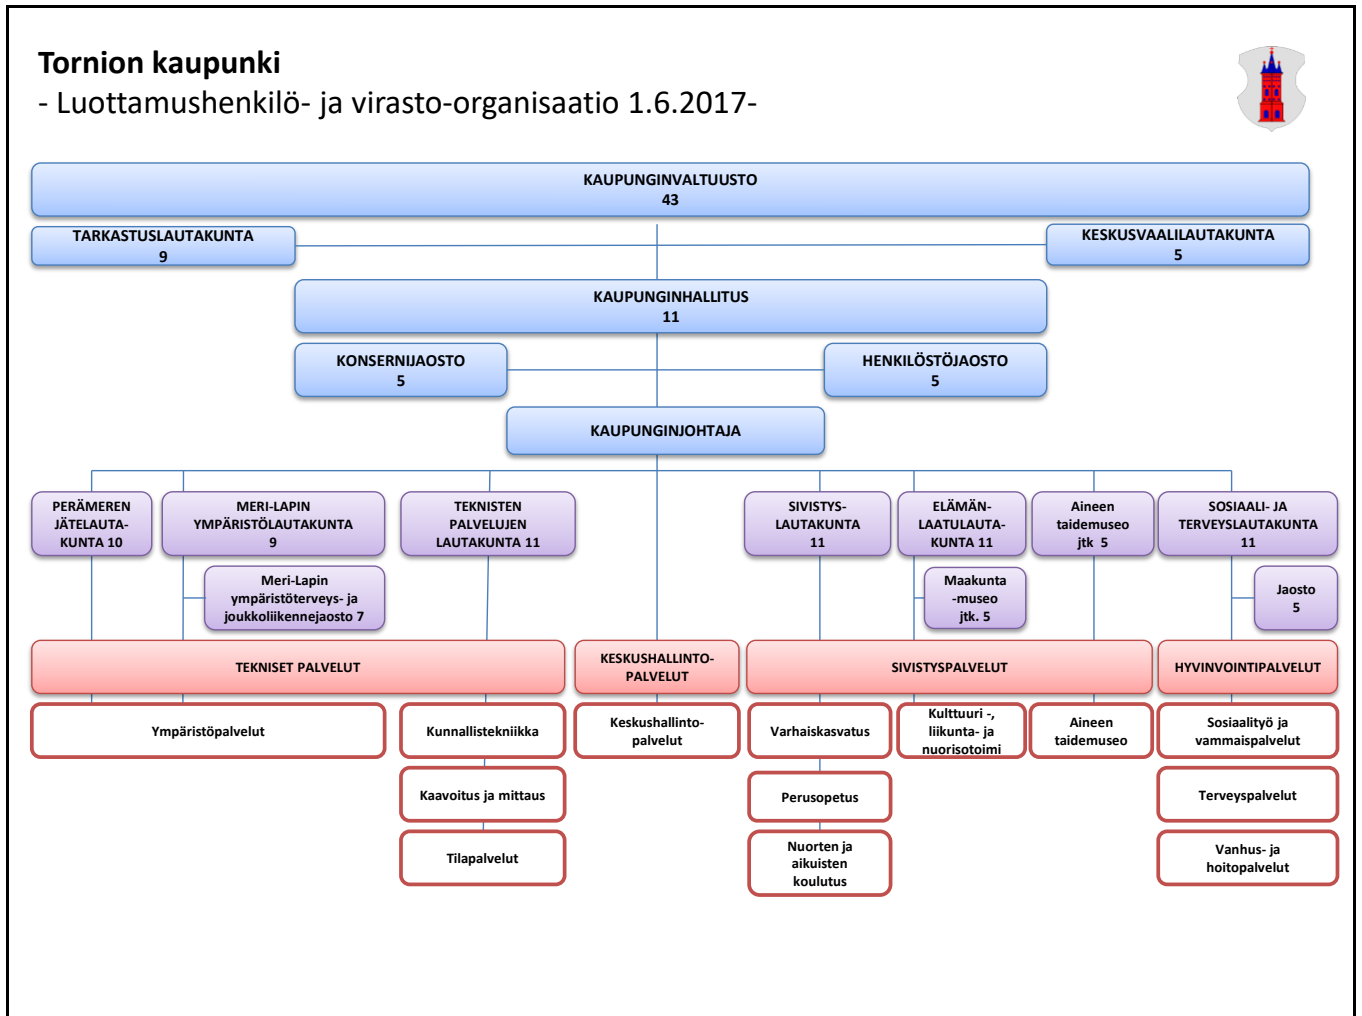 Tornion kaupunki
- Luottamushenkilö- ja virasto-organisaatio 1.6.2017-
KAUPUNGINVALTUUSTO
43
TARKASTUSLAUTAKUNTA
9
KESKUSVAALILAUTAKUNTA
5
KAUPUNGINHALLITUS
11
KONSERNIJAOSTO
5
HENKILÖSTÖJAOSTO
5
KAUPUNGINJOHTAJA
PERÄMEREN
JÄTELAUTA-
KUNTA 10
MERI-LAPIN
YMPÄRISTÖLAUTAKUNTA
9
TEKNISTEN
PALVELUJEN
LAUTAKUNTA 11
SIVISTYS-
LAUTAKUNTA
11
ELÄMÄN-
LAATULAUTA-
KUNTA 11
Aineen
taidemuseo
jtk 5
SOSIAALI- JA
TERVEYSLAUTAKUNTA
11
Meri-Lapin
ympäristöterveys- ja
joukkoliikennejaosto 7
Maakunta
-museo
jtk. 5
Jaosto
5
TEKNISET PALVELUT
KESKUSHALLINTO-
PALVELUT
SIVISTYSPALVELUT
HYVINVOINTIPALVELUT
Ympäristöpalvelut
Kunnallistekniikka
Keskushallinto-
palvelut
Varhaiskasvatus
Kulttuuri -,
liikunta- ja
nuorisotoimi
Aineen
taidemuseo
Sosiaalityö ja
vammaispalvelut
Kaavoitus ja mittaus
Perusopetus
Terveyspalvelut
Tilapalvelut
Nuorten ja
aikuisten
koulutus
Vanhus- ja
hoitopalvelut